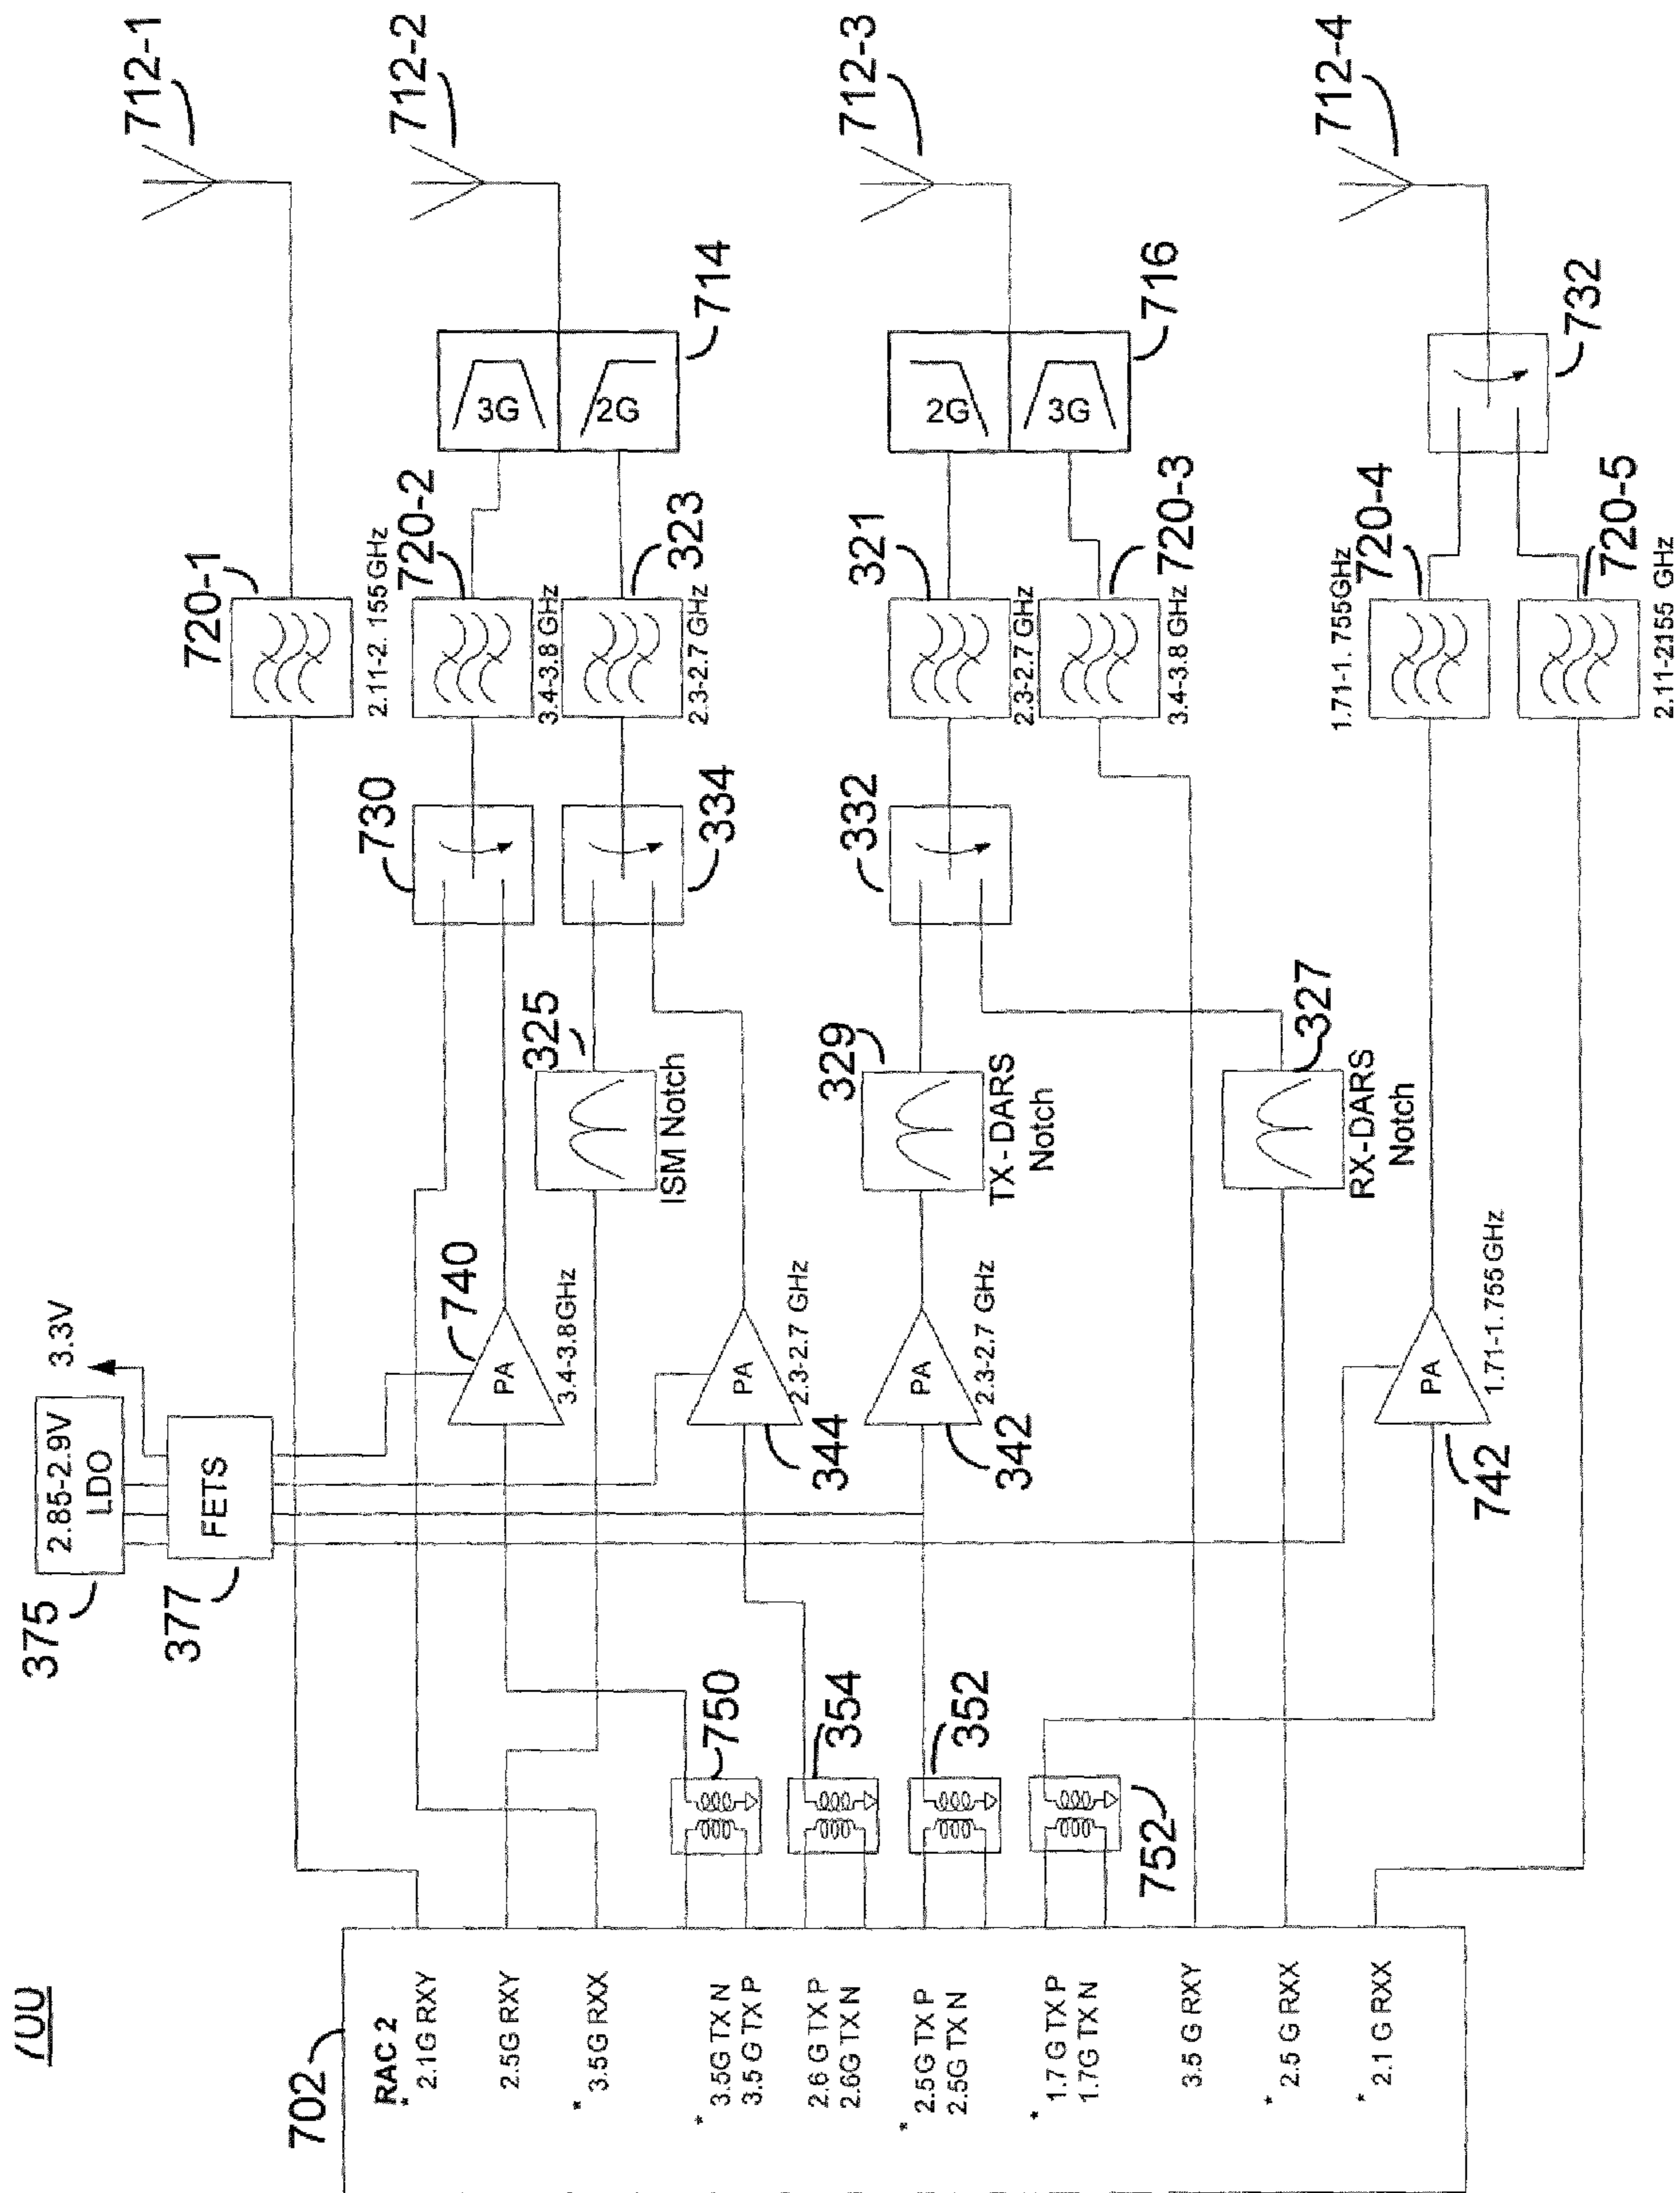 700
702
RAC 2
* 2.1G RXY
2.5G RXY
* 3.5G RXX
* 3.5G TX N
3.5 G TX P
2.6 G TX P
2.6G TX N
* 2.5G TX P
2.5G TX N
* 1.7 G TX P
1.7G TX N
3.5 G RXY
* 2.5 G RXX
* 2.1 G RXX
375
2.85-2.9V
LDO
3.3V
377
FETS
750
354
352
752
740
PA
3.4-3.8GHz
344
PA
2.3-2.7 GHz
342
PA
2.3-2.7 GHz
742
PA
1.71-1.755 GHz
325
ISM Notch
329
TX-DARS
Notch
327
RX-DARS
Notch
730
334
332
720-1
2.11-2. 155GHz
720-2
3.4-3.8 GHz
323
2.3-2.7 GHz
321
2.3-2.7 GHz
720-3
3.4-3.8 GHz
720-4
1.71-1. 755GHz
720-5
2.11-2155 GHz
3G
2G
714
2G
3G
716
732
712-1
712-2
712-3
712-4